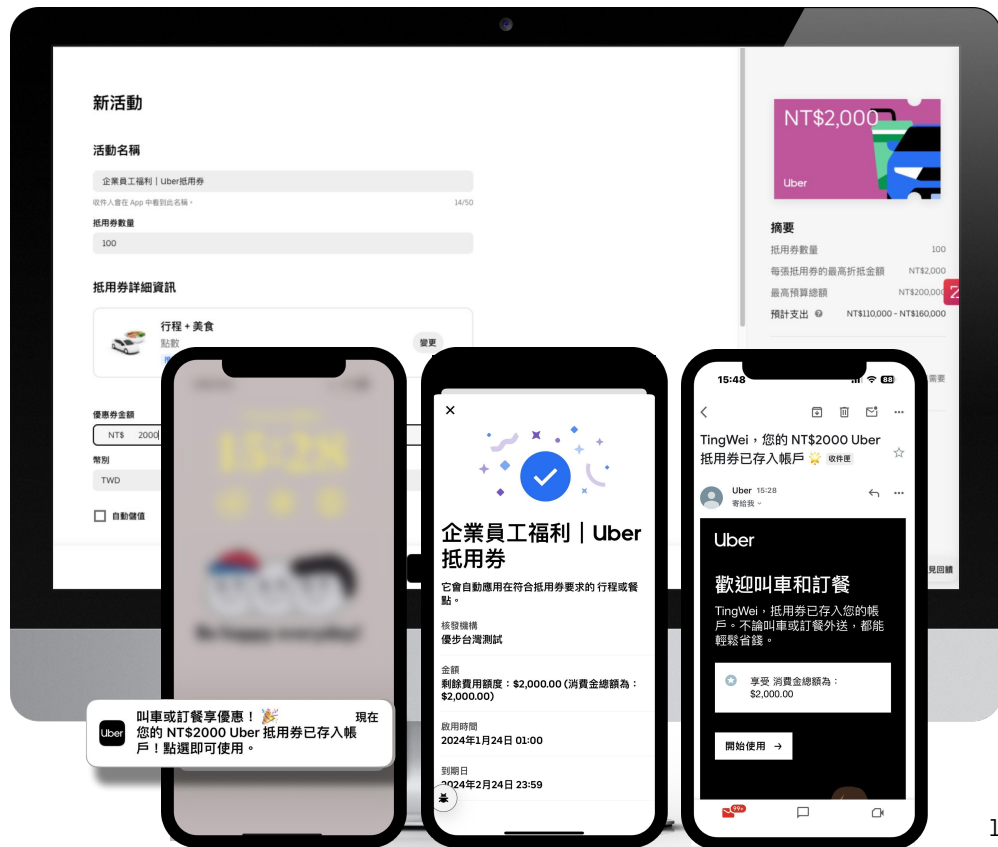 新活動
活動名稱
企業員工福利｜Uber抵用券
收件人會在 App 中看到此名稱。
14/50
抵用券數量
100
抵用券詳細資訊
行程 + 美食
點數
變更
優惠券金額
NT$ 2000
幣別
TWD
自動儲值
NT$2,000
Uber
摘要
抵用券數量 100
每張抵用券的最高折抵金額 NT$2,000
最高預算總額 NT$200,000
預計支出 NT$110,000 - NT$160,000
需要
見回饋
15:28
Uber
叫車或訂餐享優惠！🎉 現在
您的 NT$2000 Uber 抵用券已存入帳
戶！點選即可使用。
企業員工福利｜Uber
抵用券
它會自動應用在符合抵用券要求的 行程或餐
點。
核發機構
優步台灣測試
金額
剩餘費用額度：$2,000.00 (消費金總額為：
$2,000.00)
啟用時間
2024年1月24日 01:00
到期日
2024年2月24日 23:59
15:48
88
TingWei，您的 NT$2000 Uber
抵用券已存入帳戶 🌟 收件匣
Uber 15:28
寄給我
Uber
歡迎叫車和訂餐
TingWei，抵用券已存入您的帳
戶。不論叫車或訂餐外送，都能
輕鬆省錢。
享受 消費金總額為：
$2,000.00
開始使用 →
99+
1